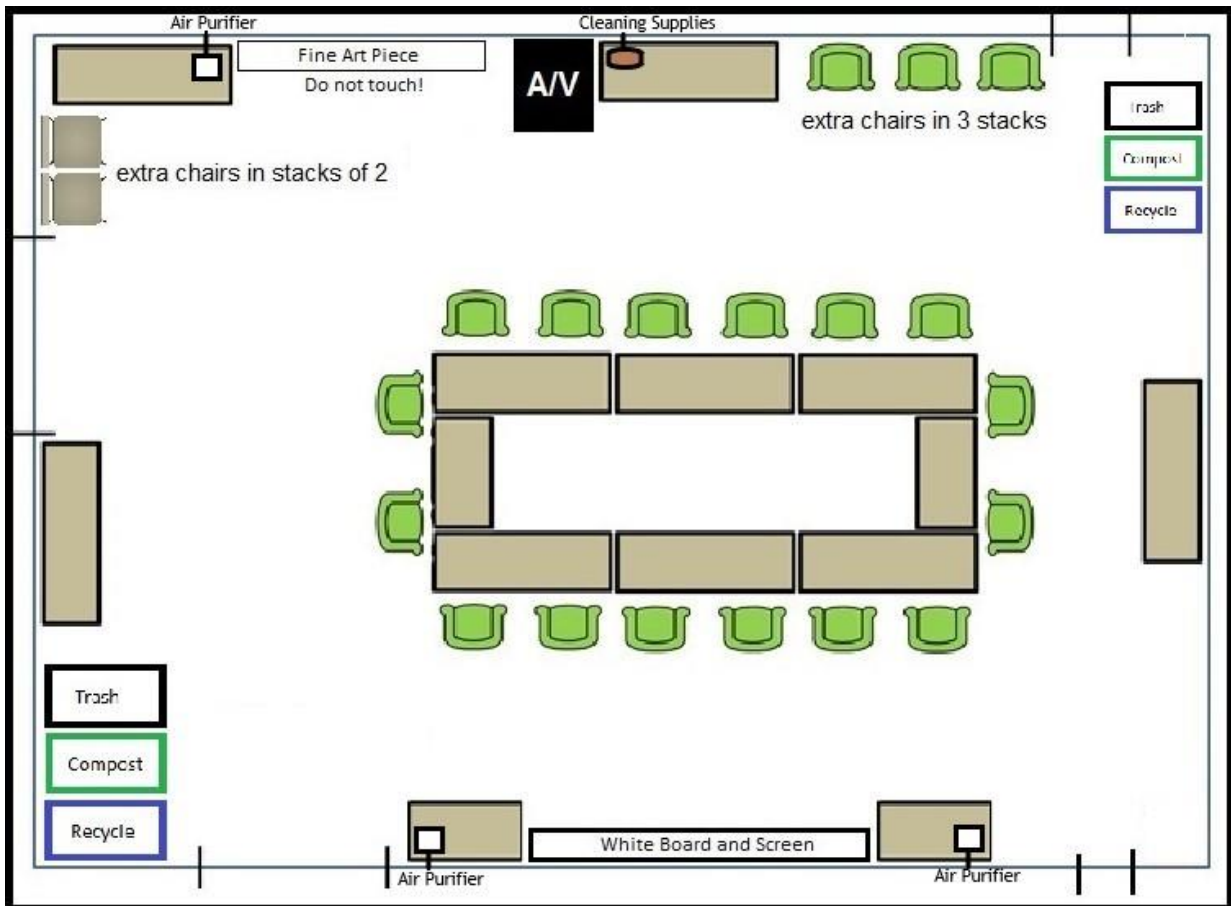 Air Purifier
Cleaning Supplies
Fine Art Piece
Do not touch!
A/V
extra chairs in 3 stacks
Trash
Compost
Recycle
extra chairs in stacks of 2
Trash
Compost
Recycle
White Board and Screen
Air Purifier
Air Purifier